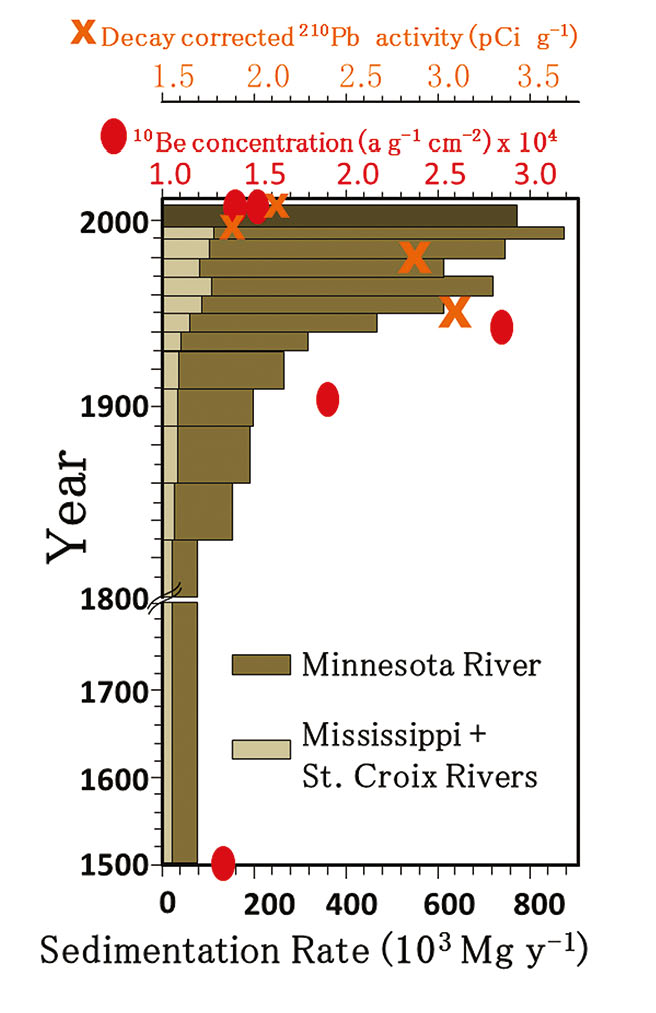 X Decay corrected ²¹⁰Pb activity (pCi g⁻¹)
1.5 2.0 2.5 3.0 3.5
¹⁰Be concentration (a g⁻¹ cm⁻²) x 10⁴
1.0 1.5 2.0 2.5 3.0
2000
1900
Year
1800
Minnesota River
1700
Mississippi +
St. Croix Rivers
1600
1500
0 200 400 600 800
Sedimentation Rate (10³ Mg y⁻¹)